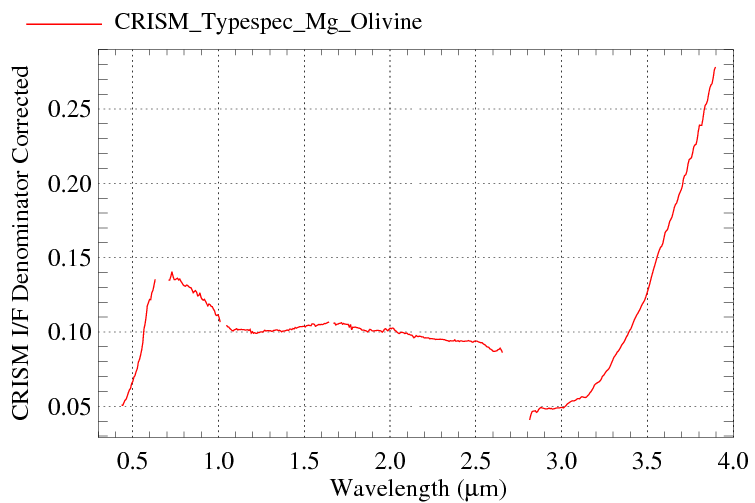 CRISM_Typespec_Mg_Olivine
CRISM I/F Denominator Corrected
0.25
0.20
0.15
0.10
0.05
0.5 1.0 1.5 2.0 2.5 3.0 3.5 4.0
Wavelength (μm)